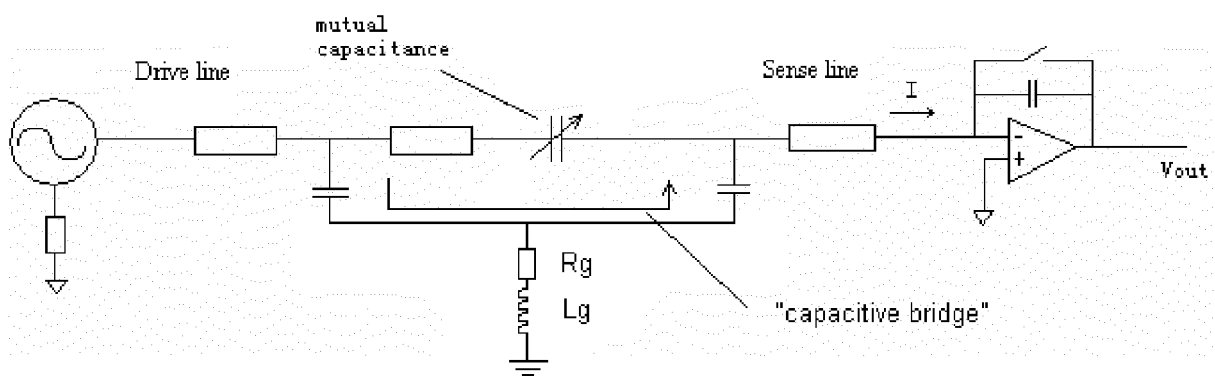 mutual
capacitance
Drive line
Sense line
I
-
+
Vout
Rg
Lg
"capacitive bridge"